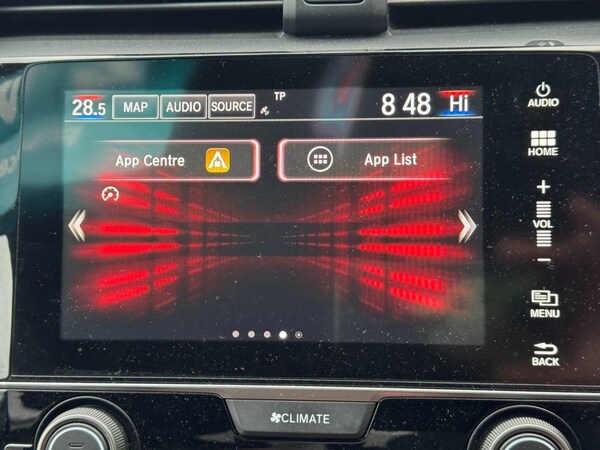 28.5 MAP AUDIO SOURCE TP 8 48 Hi
App Centre App List
AUDIO
HOME
+
VOL
−
MENU
BACK
CLIMATE